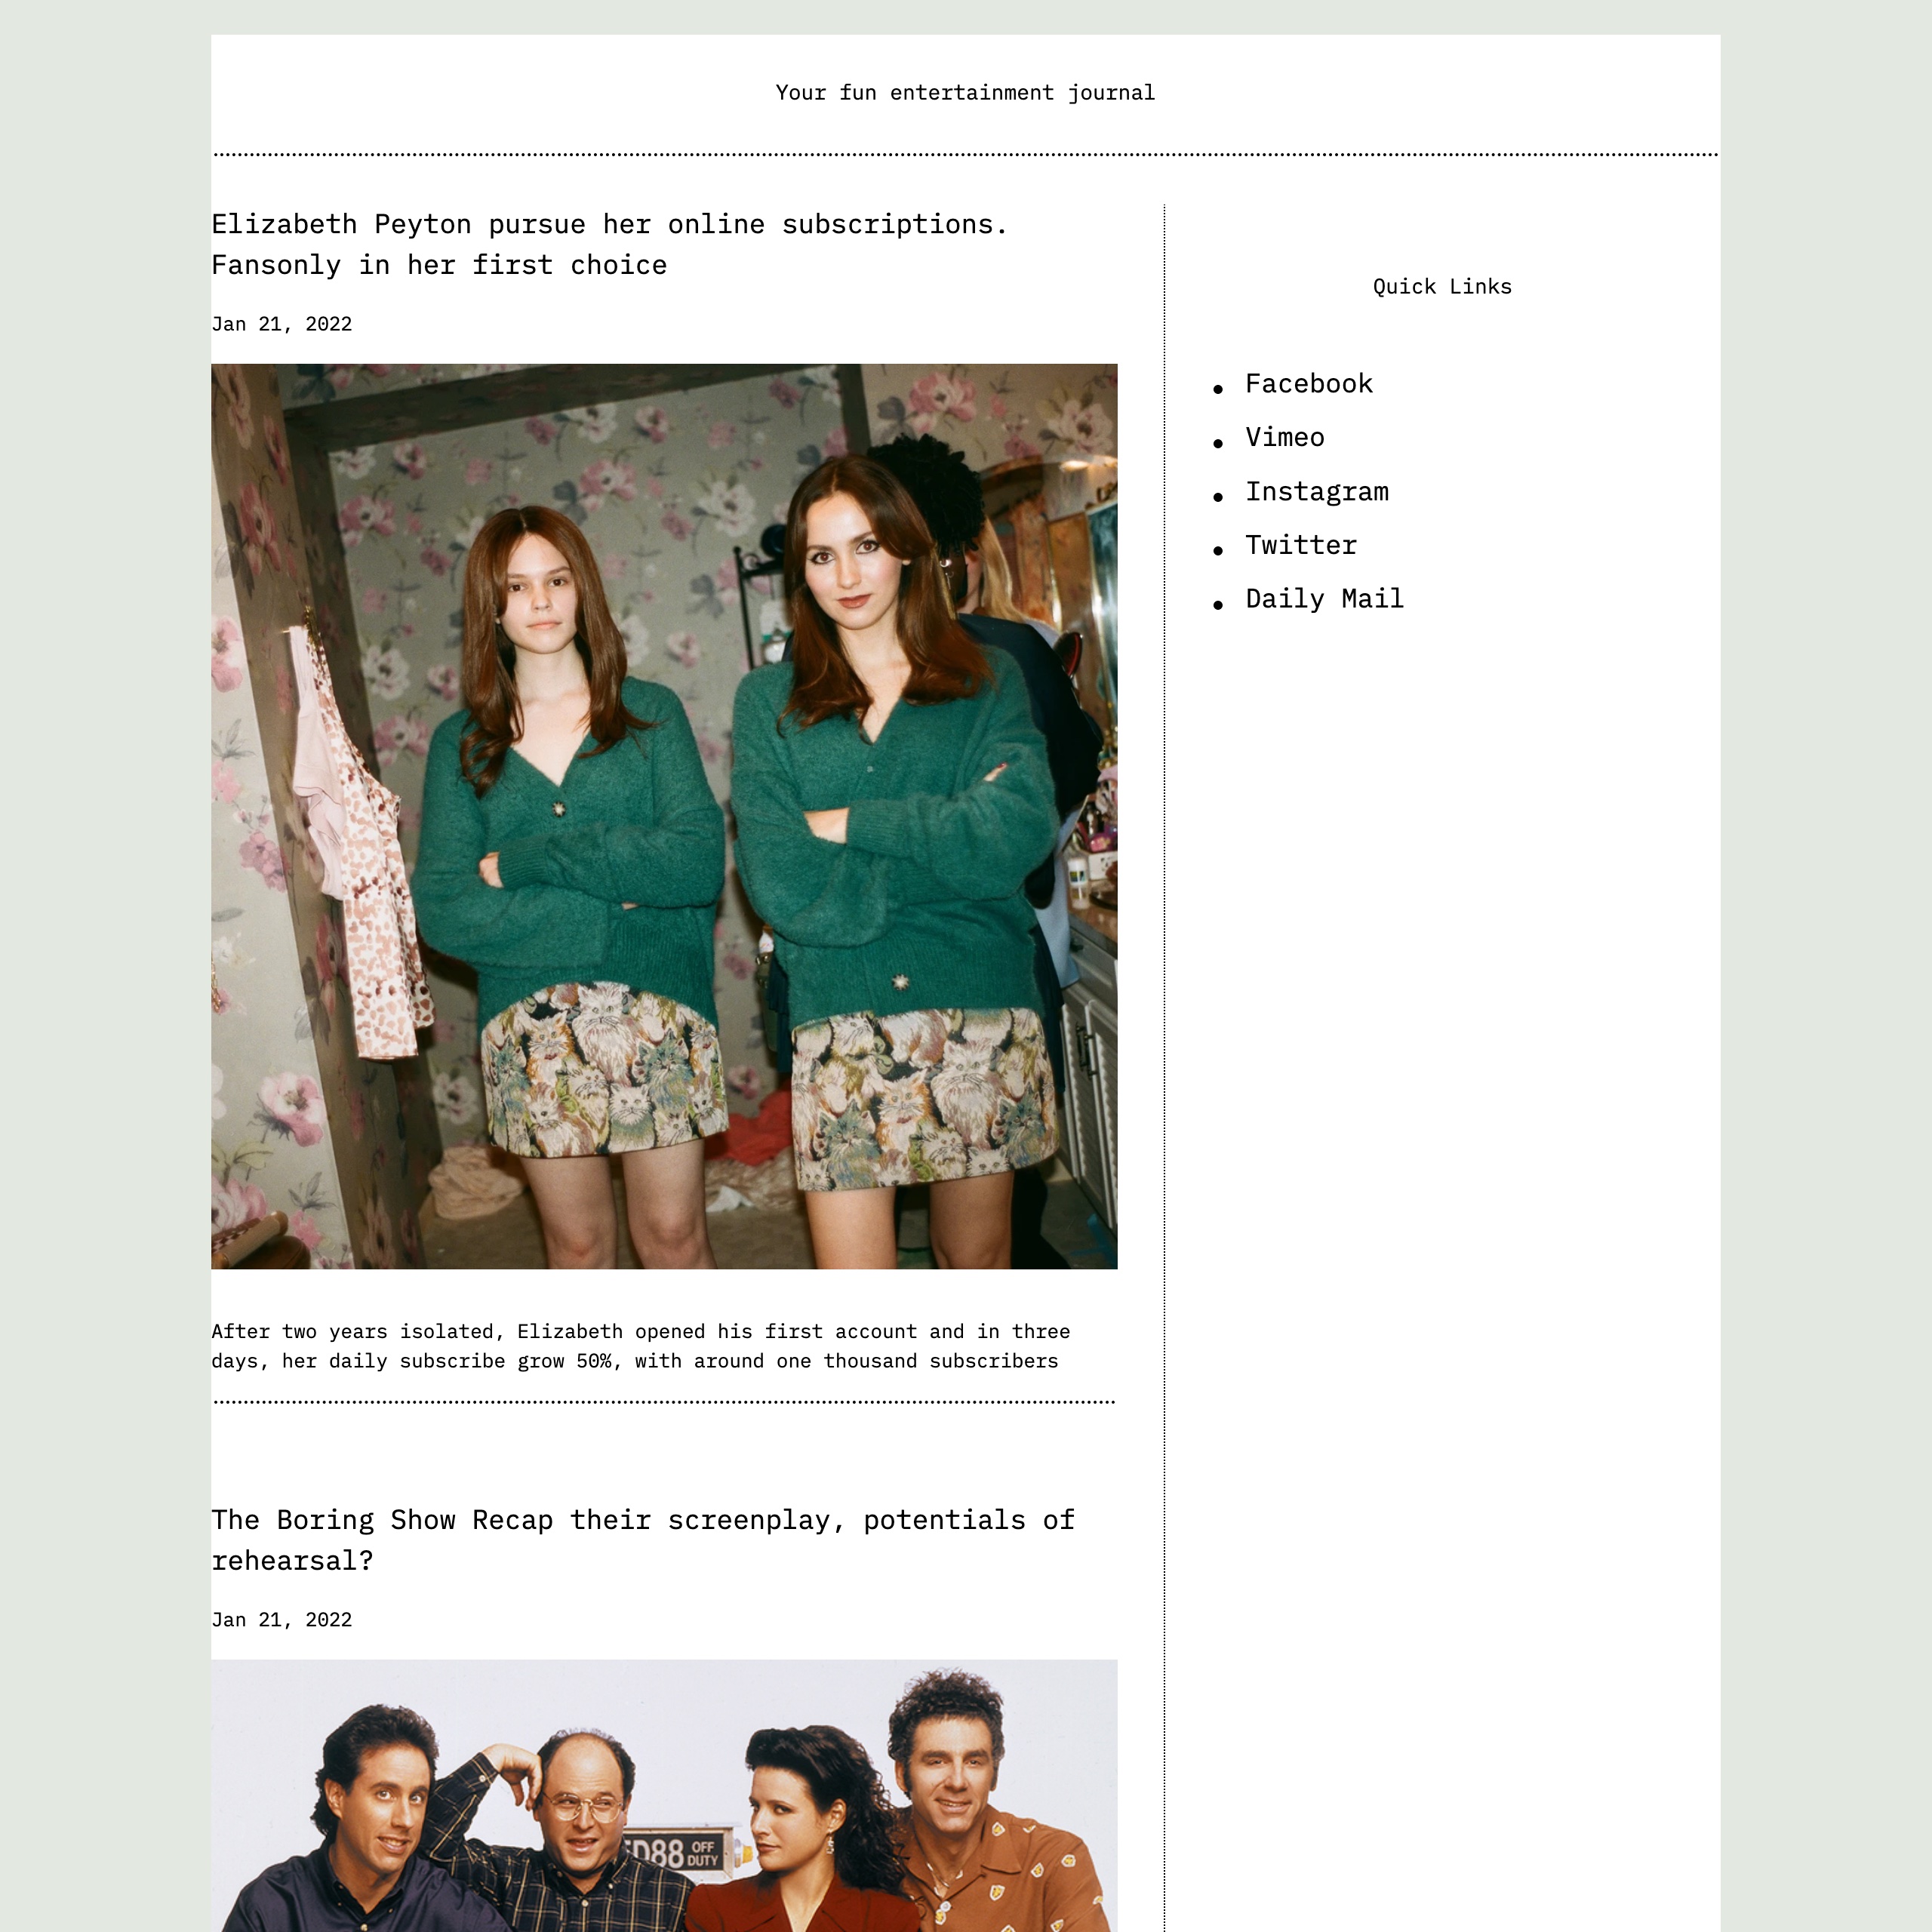 Your fun entertainment journal
Elizabeth Peyton pursue her online subscriptions.
Fansonly in her first choice
Jan 21, 2022
After two years isolated, Elizabeth opened his first account and in three
days, her daily subscribe grow 50%, with around one thousand subscribers
The Boring Show Recap their screenplay, potentials of
rehearsal?
Jan 21, 2022
D88 OFF
DUTY
Quick Links
Facebook
Vimeo
Instagram
Twitter
Daily Mail